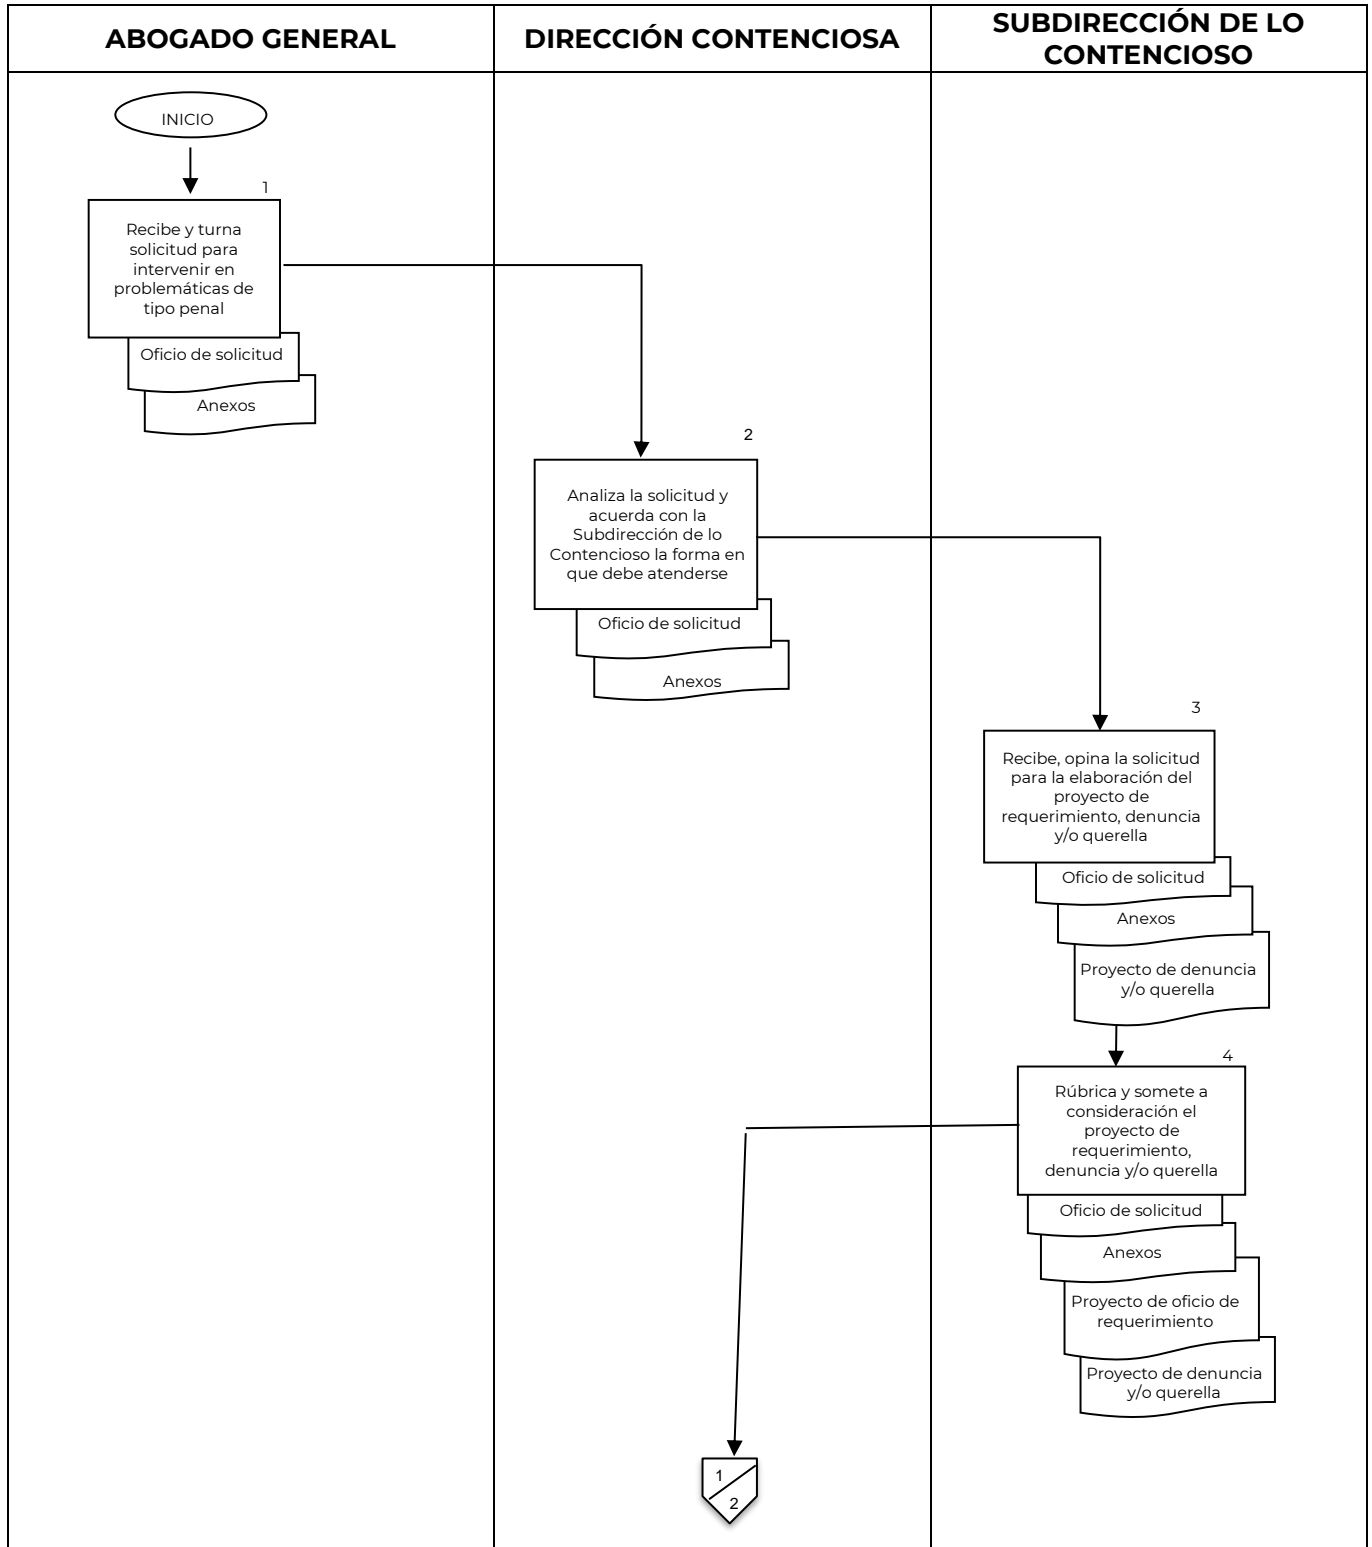 ABOGADO GENERAL
DIRECCIÓN CONTENCIOSA
SUBDIRECCIÓN DE LO
CONTENCIOSO
INICIO
1
Recibe y turna
solicitud para
intervenir en
problemáticas de
tipo penal
Oficio de solicitud
Anexos
2
Analiza la solicitud y
acuerda con la
Subdirección de lo
Contencioso la forma en
que debe atenderse
Oficio de solicitud
Anexos
3
Recibe, opina la solicitud
para la elaboración del
proyecto de
requerimiento, denuncia
y/o querella
Oficio de solicitud
Anexos
Proyecto de denuncia
y/o querella
4
Rúbrica y somete a
consideración el
proyecto de
requerimiento,
denuncia y/o querella
Oficio de solicitud
Anexos
Proyecto de oficio de
requerimiento
Proyecto de denuncia
y/o querella
1
2